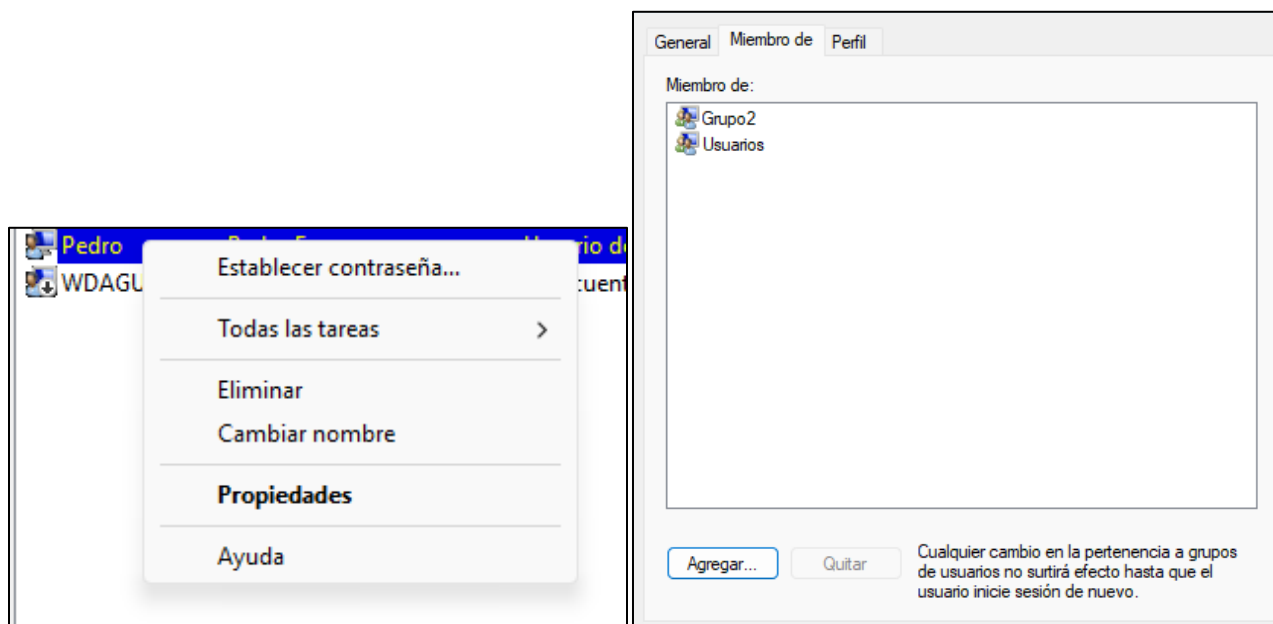 Pedro
WDAGU
Establecer contraseña...
Todas las tareas
Eliminar
Cambiar nombre
Propiedades
Ayuda
General Miembro de Perfil
Miembro de:
Grupo2
Usuarios
Agregar... Quitar
Cualquier cambio en la pertenencia a grupos
de usuarios no surtirá efecto hasta que el
usuario inicie sesión de nuevo.